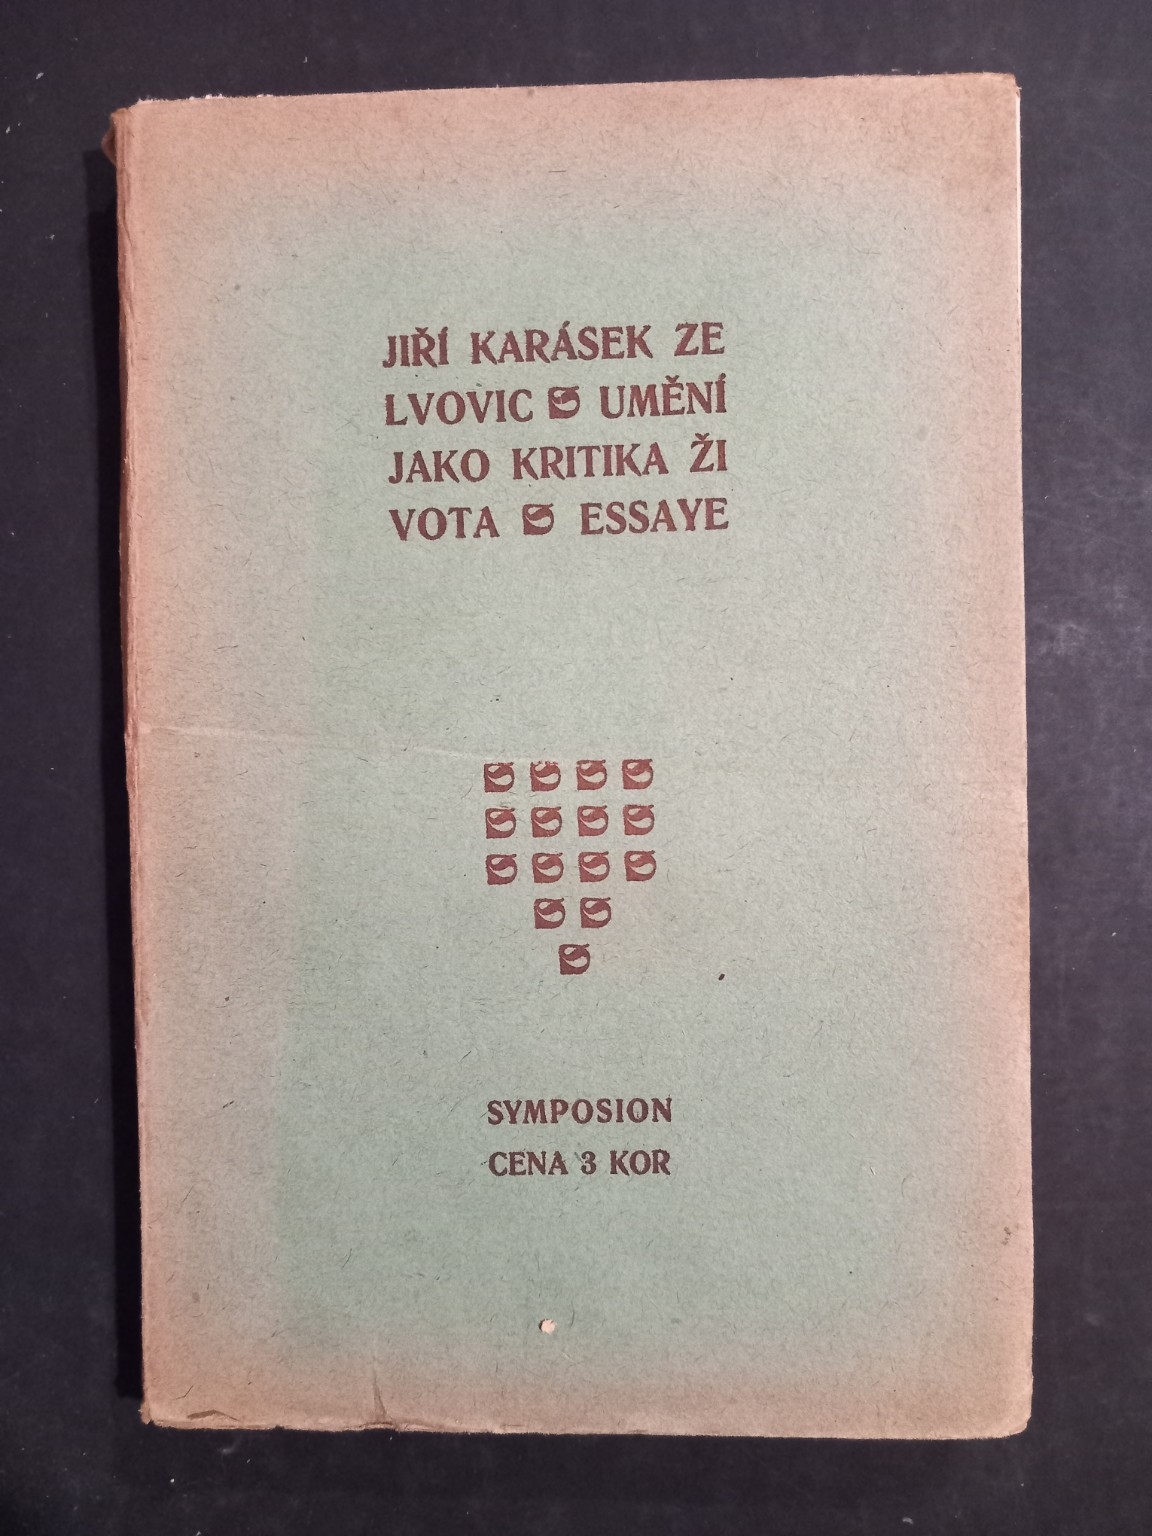 JIŘÍ KARÁSEK ZE
LVOVIC UMĚNÍ
JAKO KRITIKA ŽI
VOTA ESSAYE
SYMPOSION
CENA 3 KOR